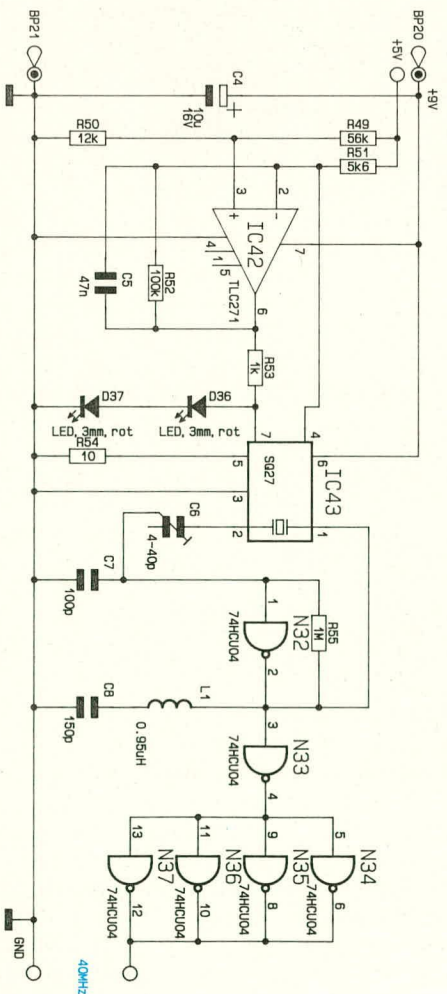 BP20
+9V
+5V
BP21
C4
+
10u
16V
R49
56k
R51
5k6
R50
12k
3
2
+
-
IC42
7
4
1
5
TLC271
6
R52
100k
C5
47n
R53
1k
D37
LED, 3mm, rot
D36
LED, 3mm, rot
R54
10
4
6
7
IC43
SQ27
5
3
2
1
C6
4-40p
C7
100p
R55
1M
1
N32
74HCU04
2
L1
0.95uH
C8
150p
3
N33
74HCU04
4
5
N34
74HCU04
6
9
N35
74HCU04
8
11
N36
74HCU04
10
13
N37
74HCU04
12
40MHz
GND